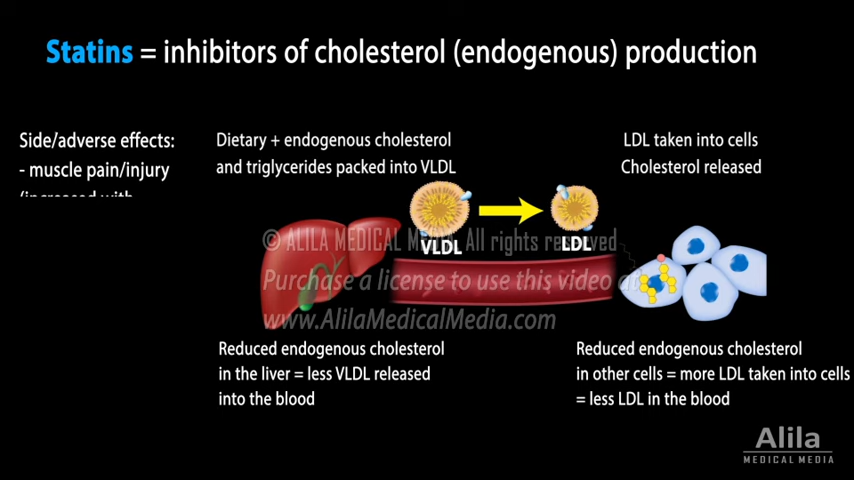 Statins = inhibitors of cholesterol (endogenous) production
Side/adverse effects:
- muscle pain/injury
(increased with
Dietary + endogenous cholesterol
and triglycerides packed into VLDL
LDL taken into cells
Cholesterol released
VLDL
LDL
© ALILA MEDICAL MEDIA. All rights reserved
Purchase a license to use this video at
www.AlilaMedicalMedia.com
Reduced endogenous cholesterol
in the liver = less VLDL released
into the blood
Reduced endogenous cholesterol
in other cells = more LDL taken into cells
= less LDL in the blood
Alila
MEDICAL MEDIA